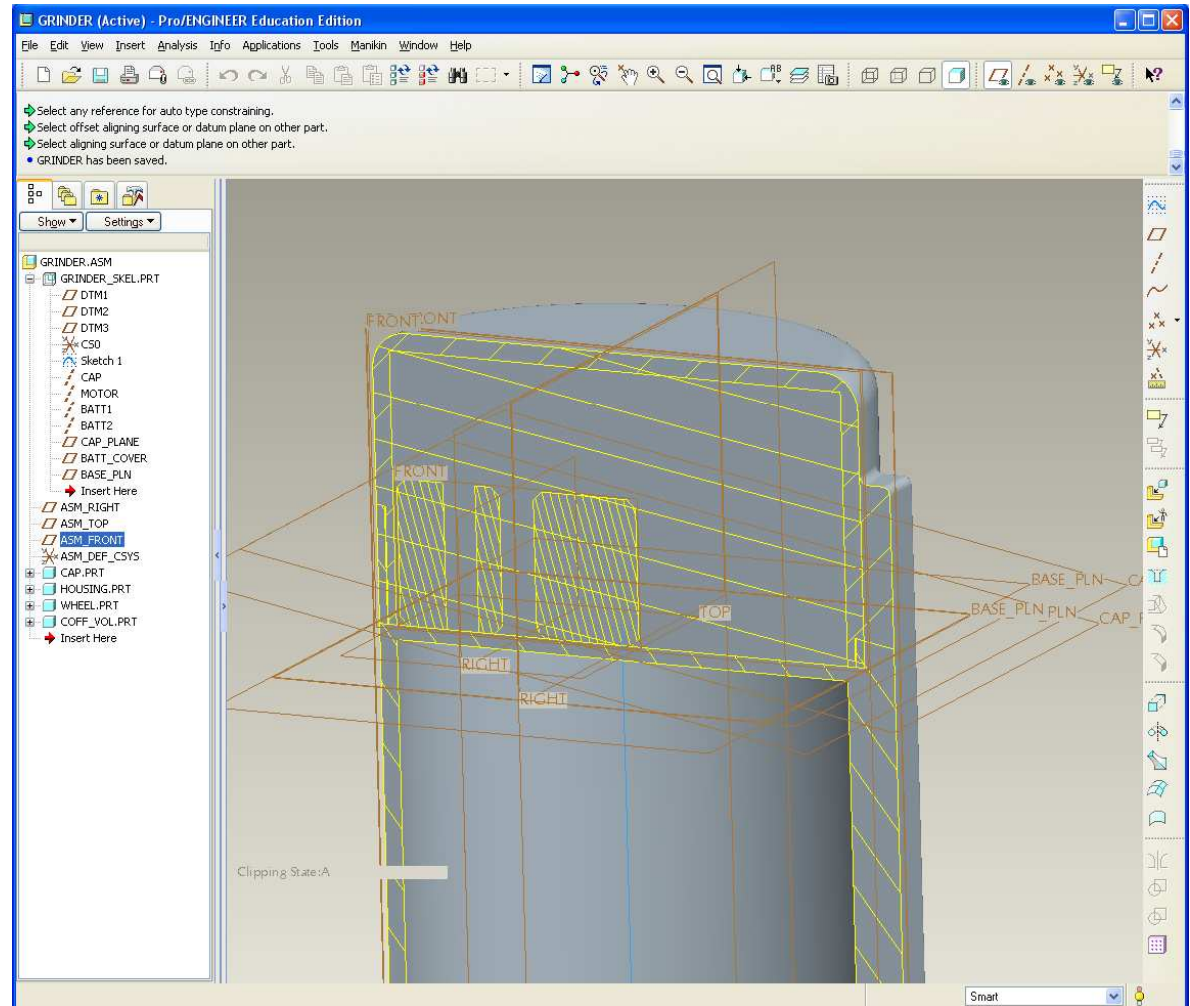 GRINDER (Active) - Pro/ENGINEER Education Edition
File Edit View Insert Analysis Info Applications Tools Manikin Window Help
Select any reference for auto type constraining.
Select offset aligning surface or datum plane on other part.
Select aligning surface or datum plane on other part.
GRINDER has been saved.
Show Settings
GRINDER.ASM
GRINDER_SKEL.PRT
DTM1
DTM2
DTM3
CS0
Sketch 1
CAP
MOTOR
BATT1
BATT2
CAP_PLANE
BATT_COVER
BASE_PLN
Insert Here
ASM_RIGHT
ASM_TOP
ASM_FRONT
ASM_DEF_CSYS
CAP.PRT
HOUSING.PRT
WHEEL.PRT
COFF_VOL.PRT
Insert Here
FRONT
FRONT
BASE_PLN
TOP
BASE_PLN
PLN
RIGHT
RIGHT
Clipping State:A
Smart